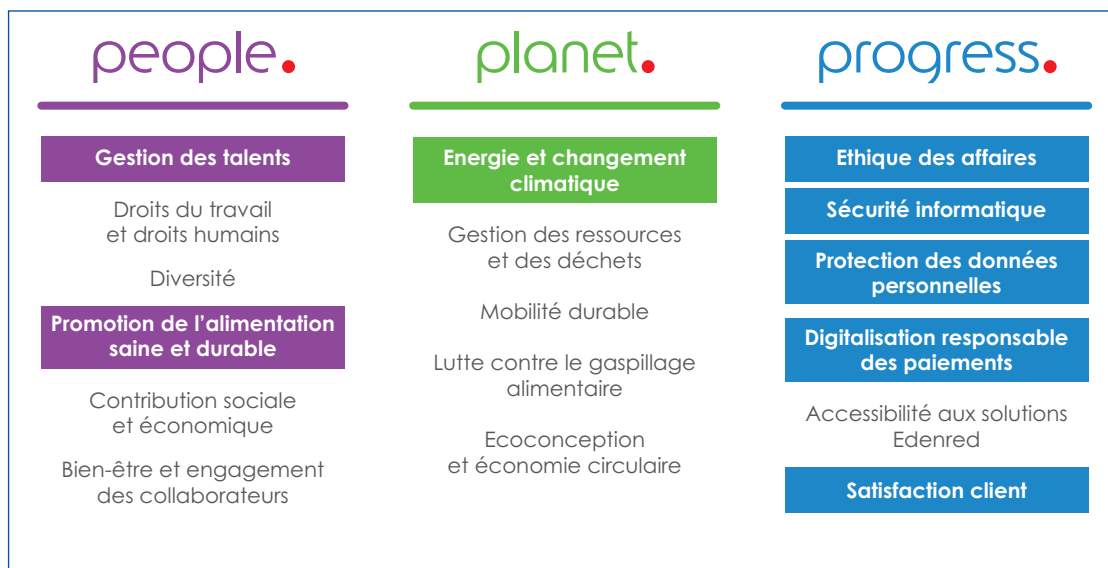 people.
Gestion des talents
Droits du travail
et droits humains
Diversité
Promotion de l’alimentation
saine et durable
Contribution sociale
et économique
Bien-être et engagement
des collaborateurs
planet.
Energie et changement
climatique
Gestion des ressources
et des déchets
Mobilité durable
Lutte contre le gaspillage
alimentaire
Ecoconception
et économie circulaire
progress.
Ethique des affaires
Sécurité informatique
Protection des données
personnelles
Digitalisation responsable
des paiements
Accessibilité aux solutions
Edenred
Satisfaction client